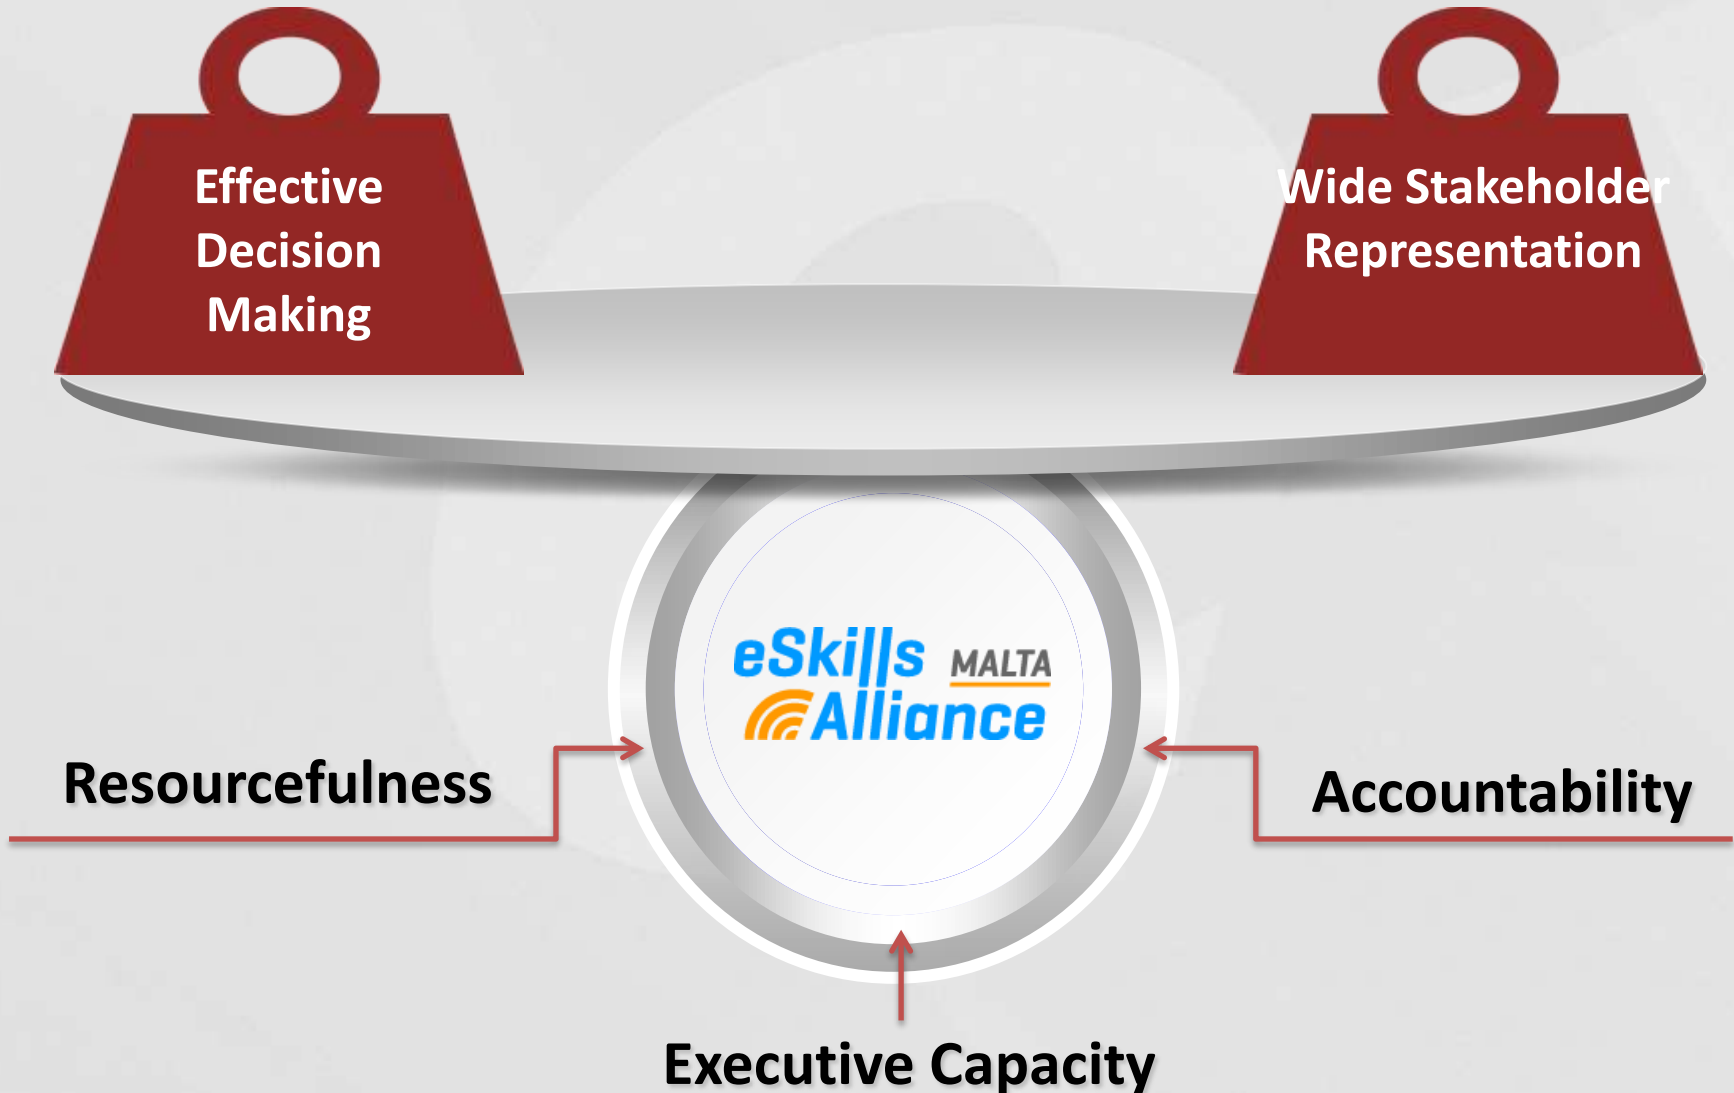 Effective
Decision
Making
Wide Stakeholder
Representation
eSkills MALTA
Alliance
Resourcefulness
Accountability
Executive Capacity